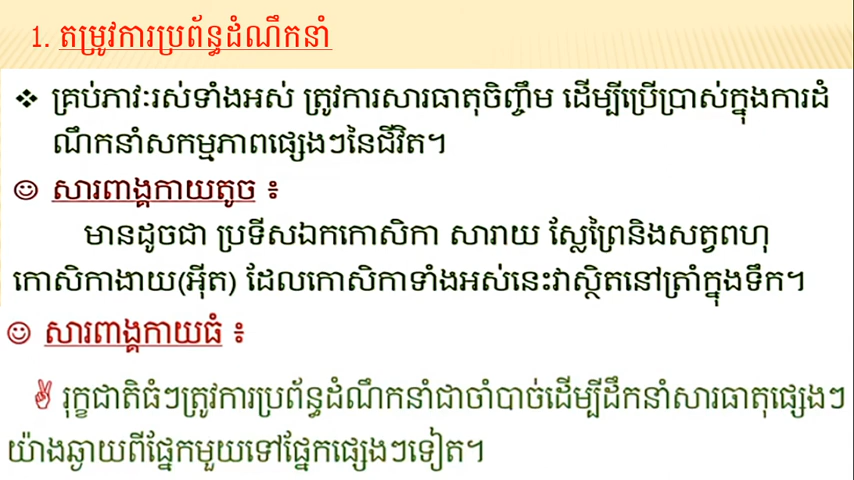 1. តម្រូវការប្រព័ន្ធដំណឹកនាំ
❖ គ្រប់ភាវៈរស់ទាំងអស់ ត្រូវការសារធាតុចិញ្ចឹម ដើម្បីប្រើប្រាស់ក្នុងការដំ
ណឹកនាំសកម្មភាពផ្សេងៗនៃជីវិត។
☺ សារពាង្គកាយតូច ៖
មានដូចជា ប្រទីសឯកកោសិកា សារាយ ស្លែព្រៃនិងសត្វពហុ
កោសិកាងាយ(អ៊ីត) ដែលកោសិកាទាំងអស់នេះវាស្ថិតនៅត្រាំក្នុងទឹក។
☺ សារពាង្គកាយធំ ៖
✌ រុក្ខជាតិធំៗត្រូវការប្រព័ន្ធដំណឹកនាំជាចាំបាច់ដើម្បីដឹកនាំសារធាតុផ្សេងៗ
យ៉ាងឆ្ងាយពីផ្នែកមួយទៅផ្នែកផ្សេងៗទៀត។